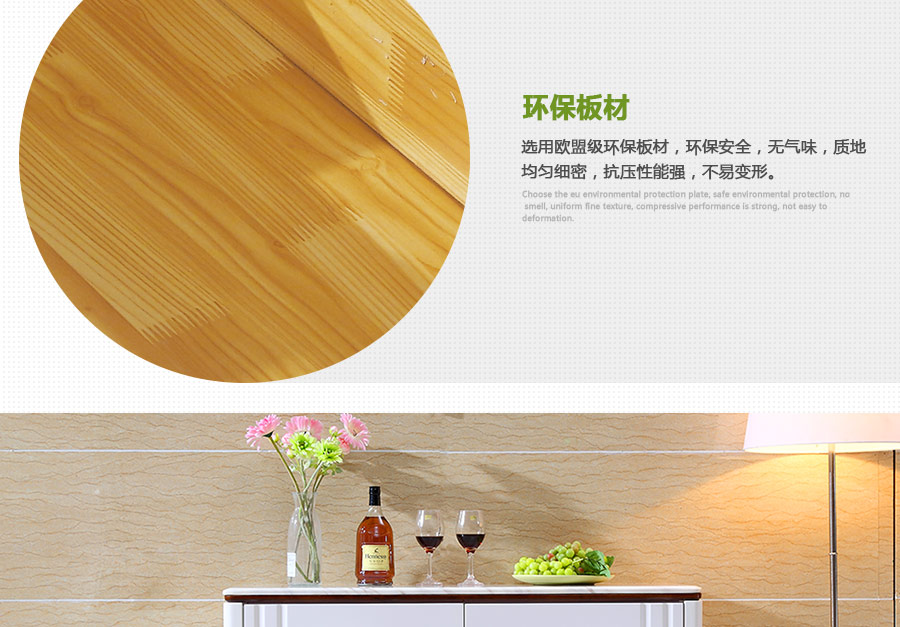 环保板材
选用欧盟级环保板材，环保安全，无气味，质地
均匀细密，抗压性能强，不易变形。
Choose the eu environmental protection plate, safe environmental protection, no
smell, uniform fine texture, compressive performance is strong, not easy to
deformation.
Hennessy